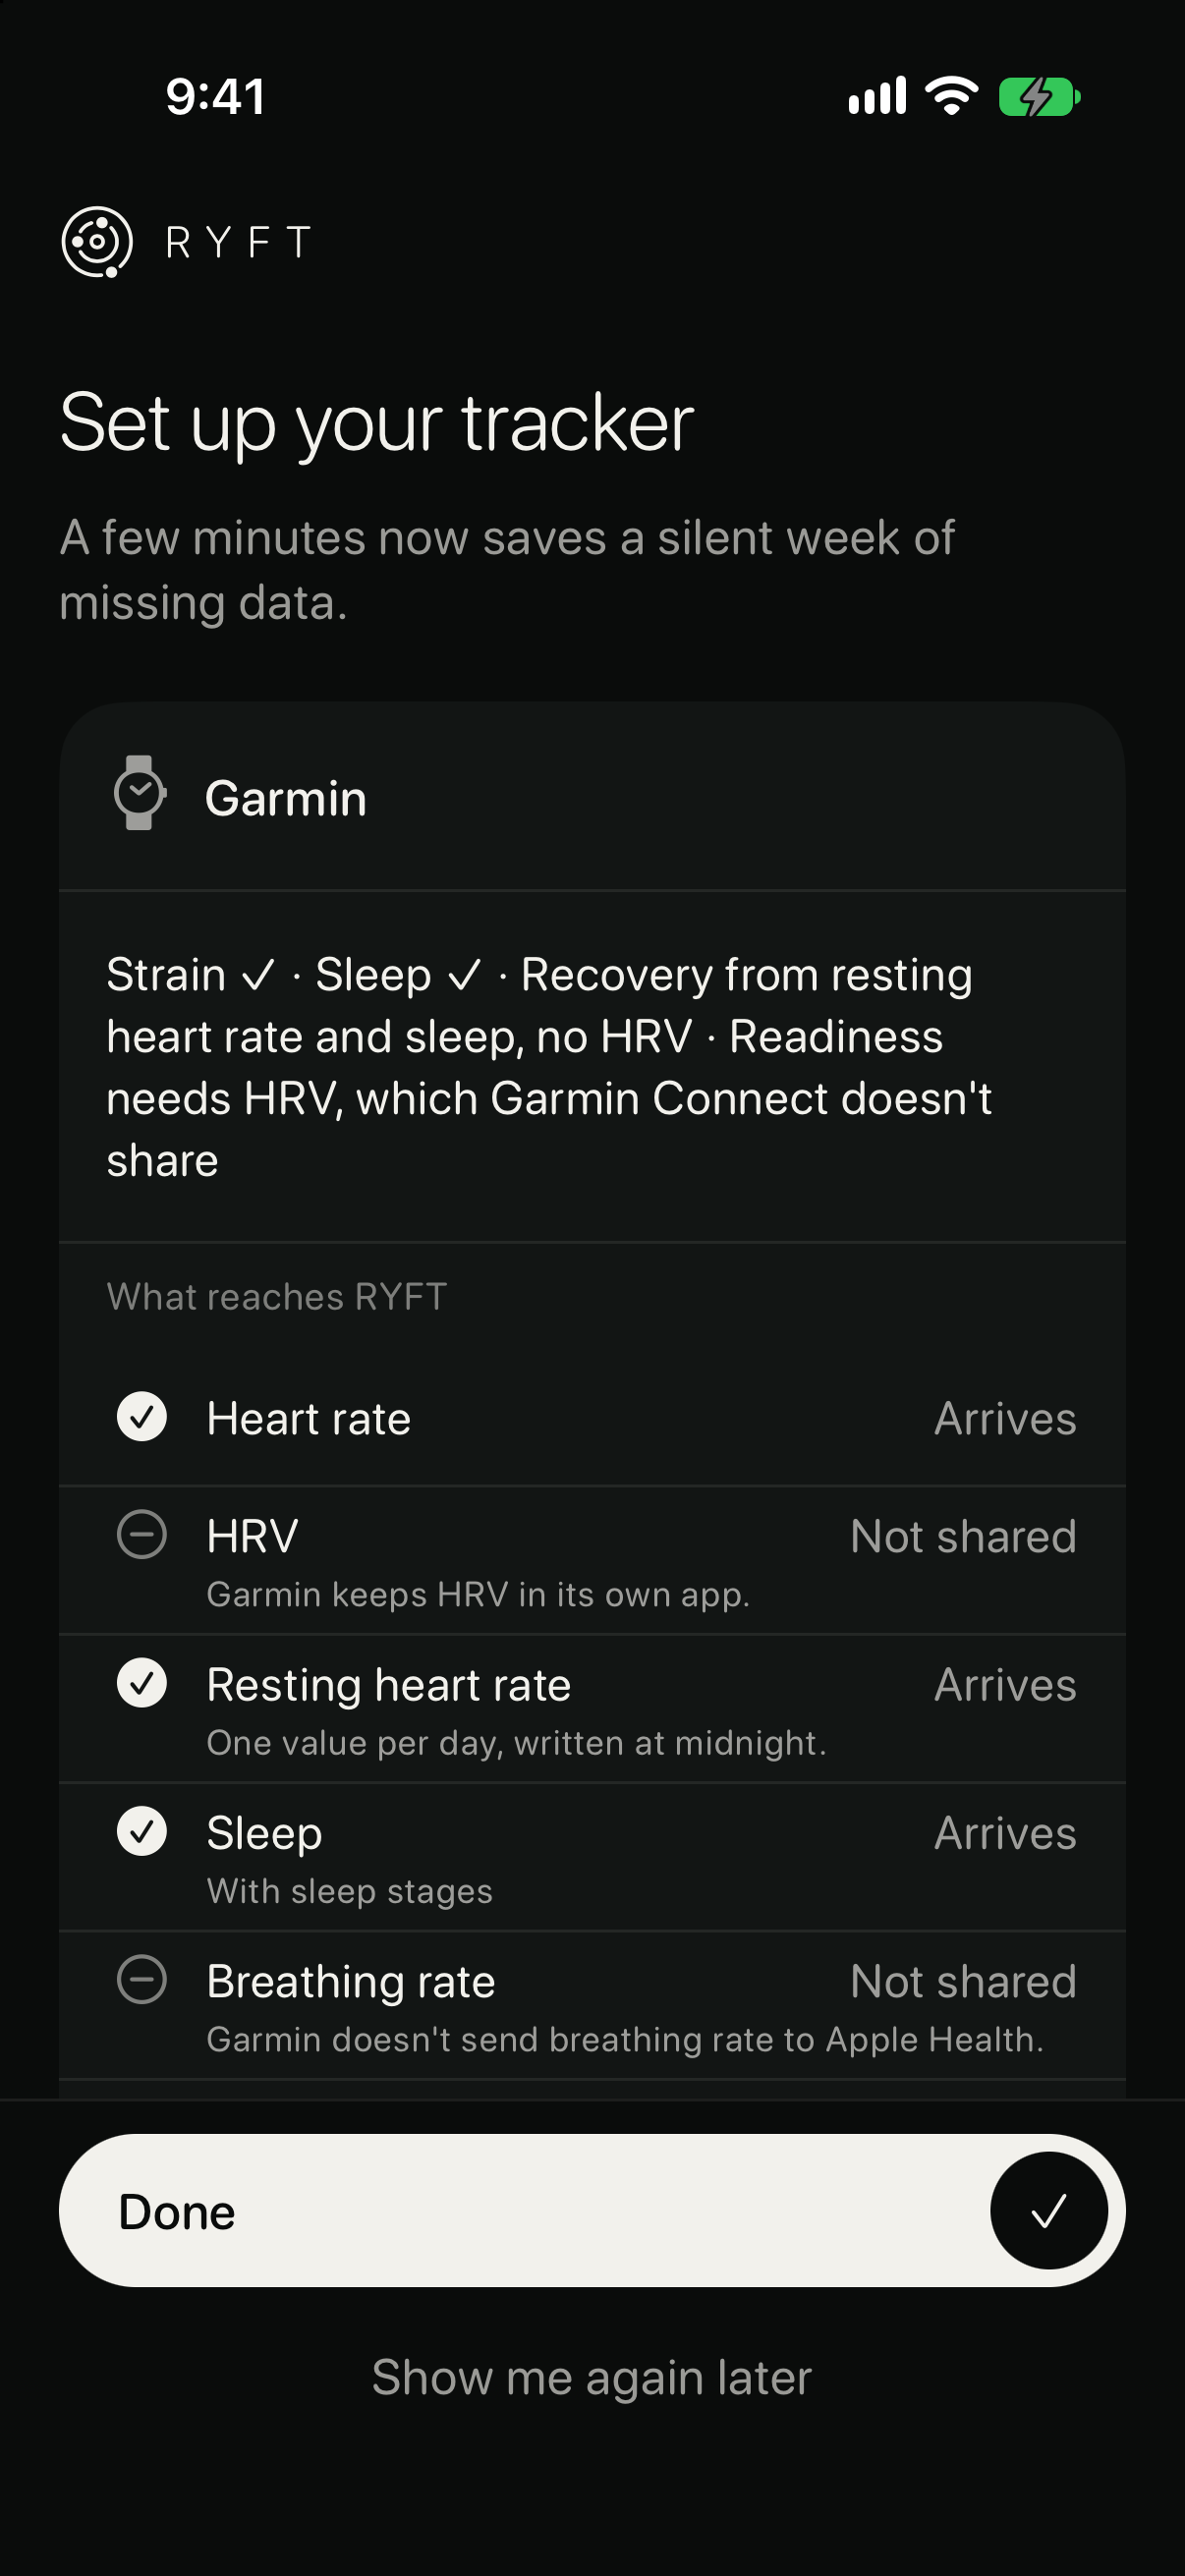 9:41
RYFT
Set up your tracker
A few minutes now saves a silent week of
missing data.
Garmin
Strain ✓ · Sleep ✓ · Recovery from resting
heart rate and sleep, no HRV · Readiness
needs HRV, which Garmin Connect doesn't
share
What reaches RYFT
Heart rate Arrives
HRV Not shared
Garmin keeps HRV in its own app.
Resting heart rate Arrives
One value per day, written at midnight.
Sleep Arrives
With sleep stages
Breathing rate Not shared
Garmin doesn't send breathing rate to Apple Health.
Done
Show me again later